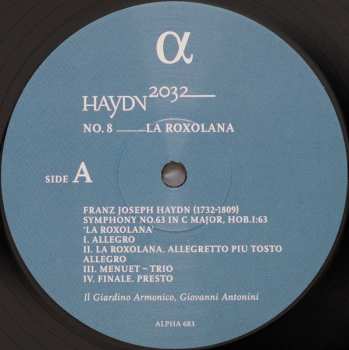 α
HAYDN 2032
NO. 8 LA ROXOLANA
SIDE A
FRANZ JOSEPH HAYDN (1732-1809)
SYMPHONY NO.63 IN C MAJOR, HOB.I:63
'LA ROXOLANA'
I. ALLEGRO
II. LA ROXOLANA. ALLEGRETTO PIU TOSTO
ALLEGRO
III. MENUET – TRIO
IV. FINALE. PRESTO
Il Giardino Armonico, Giovanni Antonini
ALPHA 683